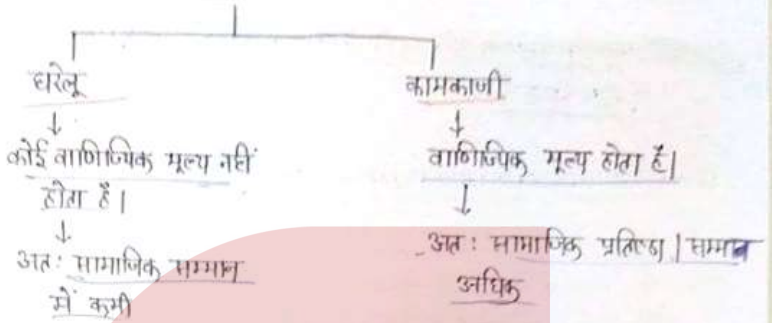 घरेलू
कामकाजी
↓
↓
कोई वाणिज्यिक मूल्य नहीं
होता है।
वाणिज्यिक मूल्य होता है।
↓
↓
अतः सामाजिक सम्मान
में कमी
अतः सामाजिक प्रतिष्ठा | सम्मान
अधिक